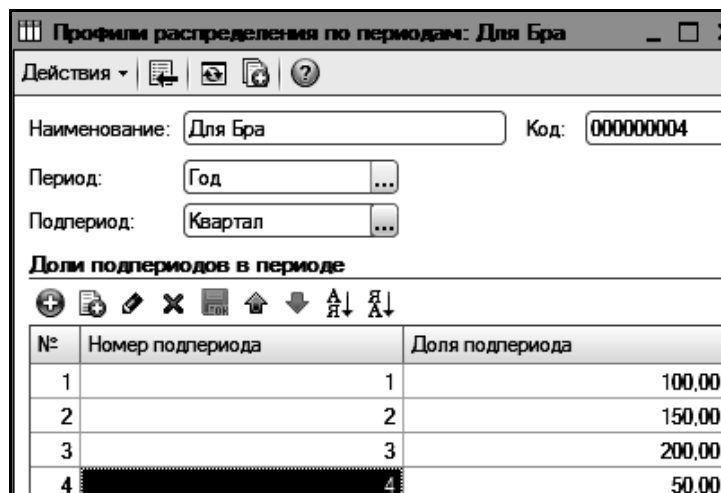 Профили распределения по периодам: Для Бра
Действия
Наименование: Для Бра Код: 000000004
Период: Год ...
Подпериод: Квартал ...
Доли подпериодов в периоде
№ Номер подпериода Доля подпериода
1 1 100,00
2 2 150,00
3 3 200,00
4 4 50,00